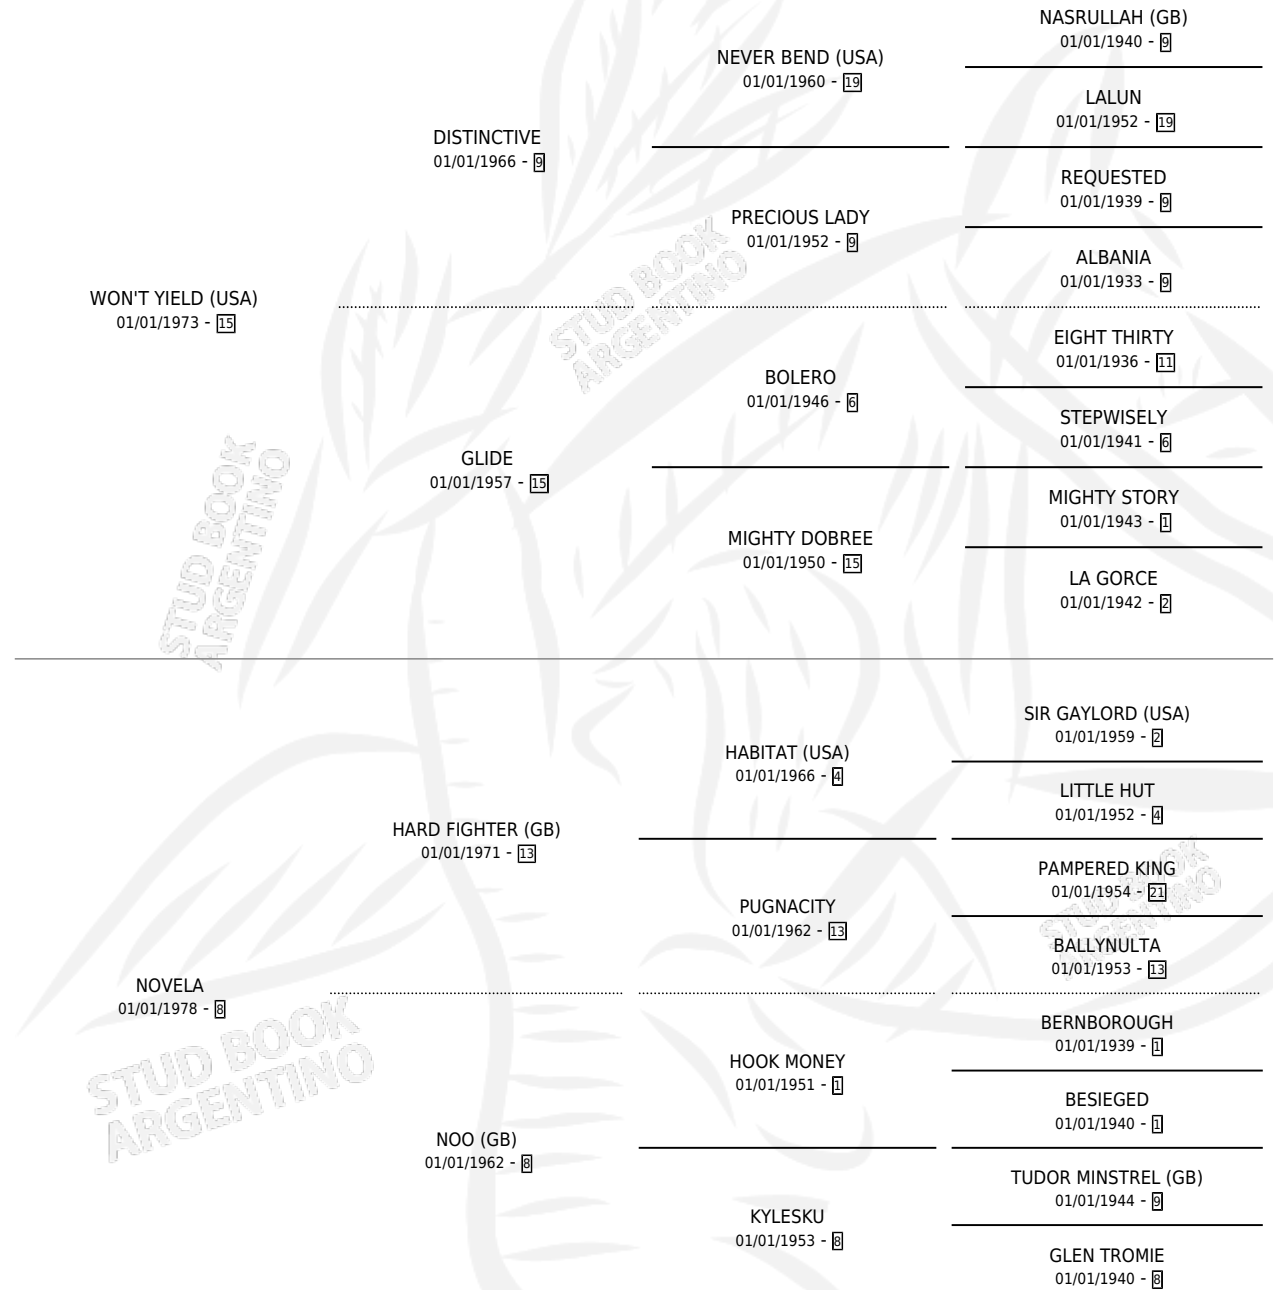 NASRULLAH (GB)
01/01/1940 - 9
NEVER BEND (USA)
01/01/1960 - 19
LALUN
01/01/1952 - 19
DISTINCTIVE
01/01/1966 - 9
REQUESTED
01/01/1939 - 9
PRECIOUS LADY
01/01/1952 - 9
ALBANIA
01/01/1933 - 9
WON'T YIELD (USA)
01/01/1973 - 15
STUD BOOK
ARGENTINO
EIGHT THIRTY
01/01/1936 - 11
BOLERO
01/01/1946 - 6
STEPWISELY
01/01/1941 - 6
GLIDE
01/01/1957 - 15
MIGHTY STORY
01/01/1943 - 1
MIGHTY DOBREE
01/01/1950 - 15
LA GORCE
01/01/1942 - 2
STUD BOOK
ARGENTINO
SIR GAYLORD (USA)
01/01/1959 - 2
HABITAT (USA)
01/01/1966 - 4
LITTLE HUT
01/01/1952 - 4
HARD FIGHTER (GB)
01/01/1971 - 13
PAMPERED KING
01/01/1954 - 21
PUGNACITY
01/01/1962 - 13
STUD BOOK
ARGENTINO
BALLYNULTA
01/01/1953 - 13
NOVELA
01/01/1978 - 8
BERNBOROUGH
01/01/1939 - 1
HOOK MONEY
01/01/1951 - 1
STUD BOOK
ARGENTINO
BESIEGED
01/01/1940 - 1
NOO (GB)
01/01/1962 - 8
TUDOR MINSTREL (GB)
01/01/1944 - 9
KYLESKU
01/01/1953 - 8
GLEN TROMIE
01/01/1940 - 8